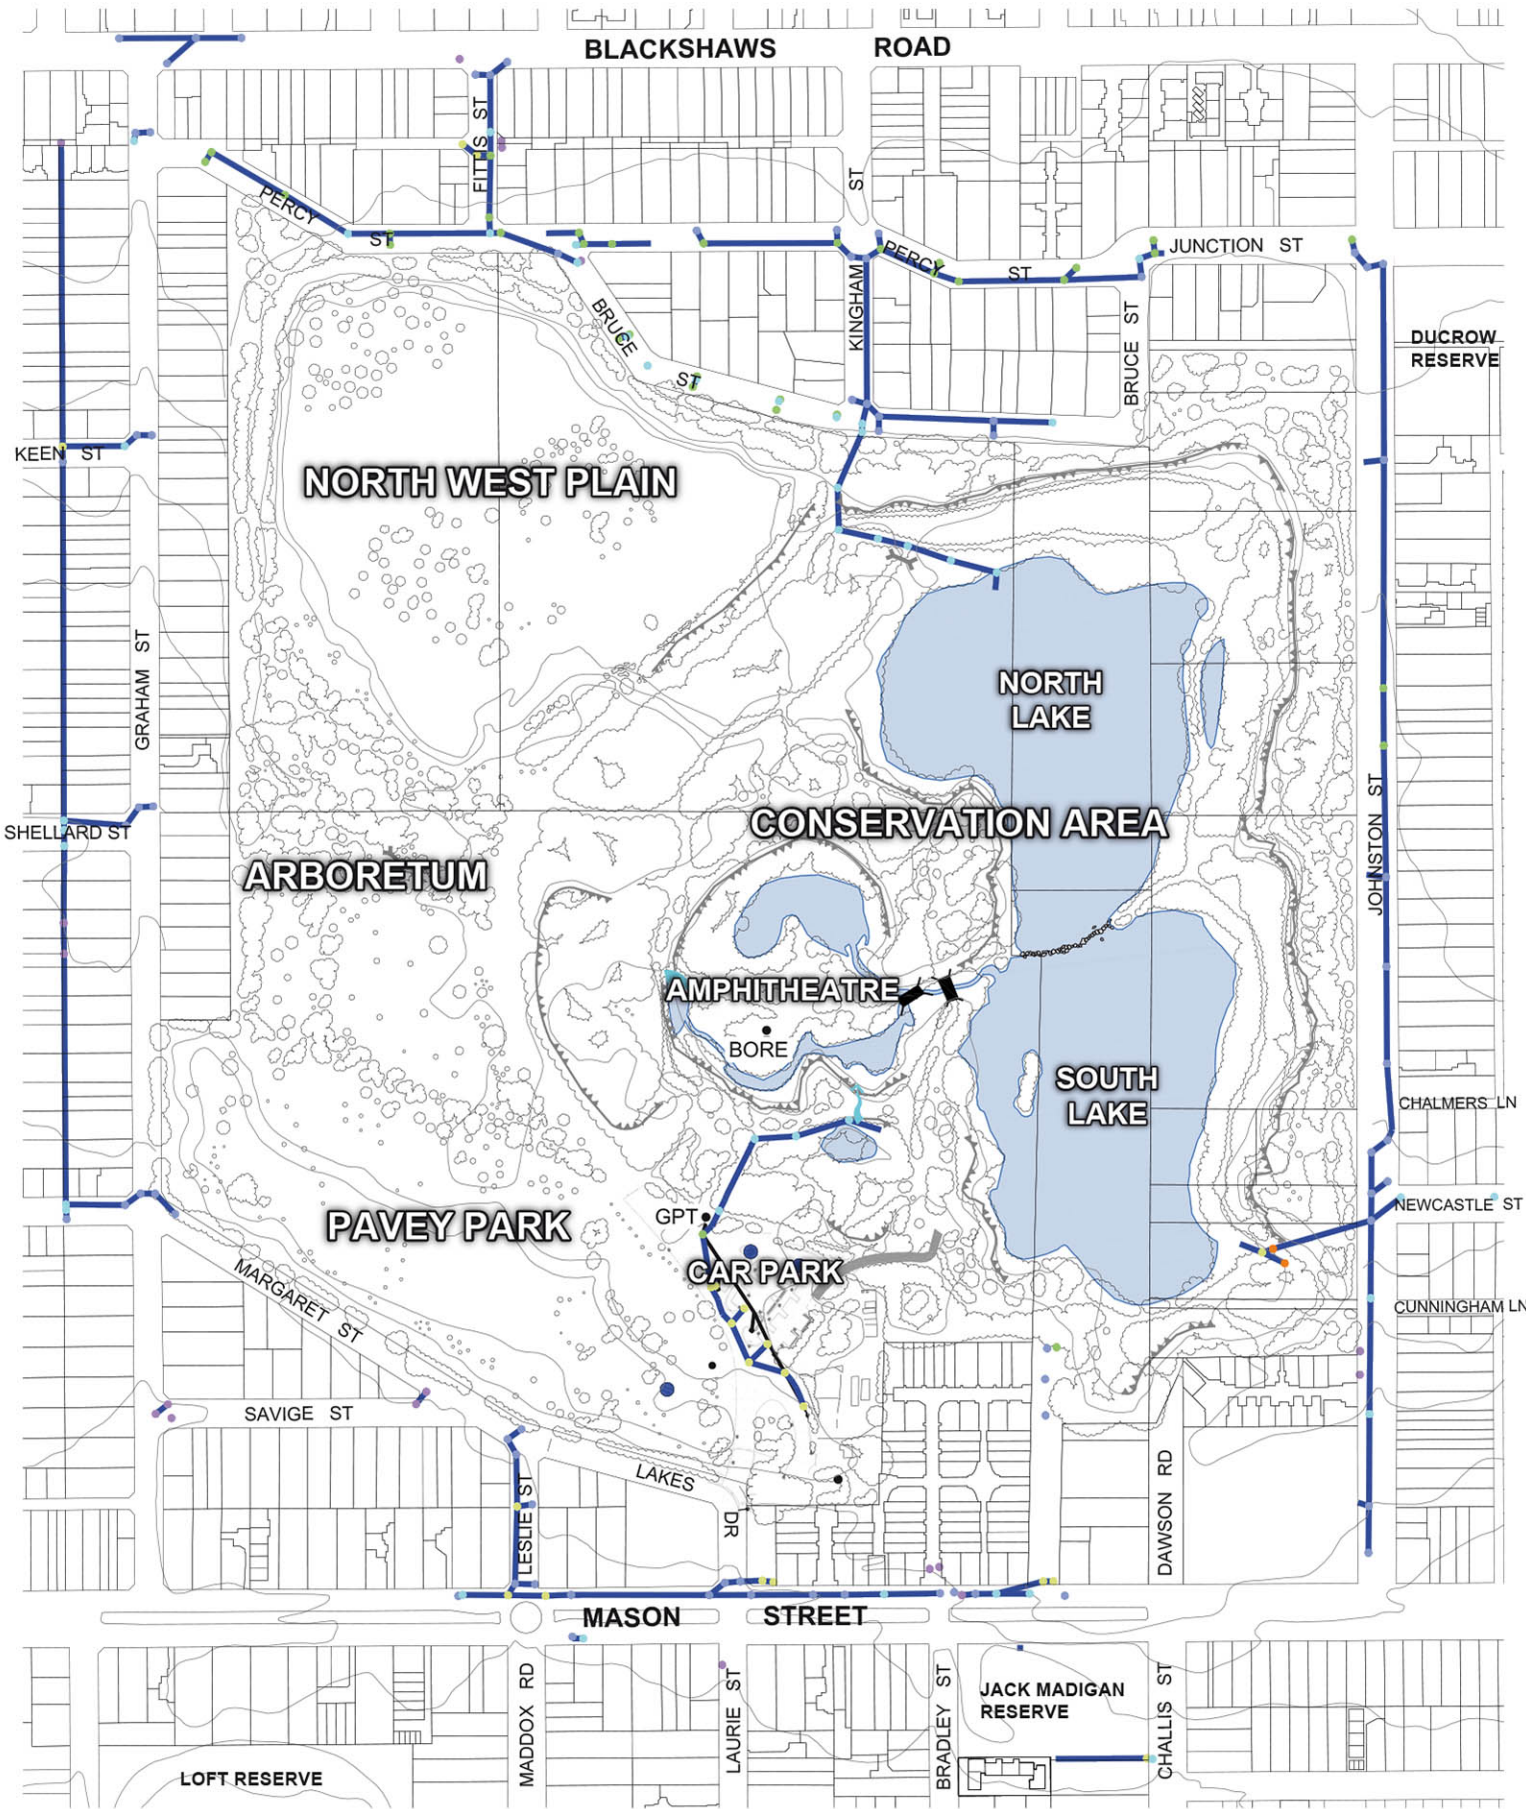 BLACKSHAWS ROAD
FITTIS ST
ST
PERCY
ST
PERCY
ST
JUNCTION ST
BRUCE
ST
KINGHAM
BRUCE ST
DUCROW
RESERVE
KEEN ST
NORTH WEST PLAIN
GRAHAM ST
NORTH
LAKE
SHELLARD ST
CONSERVATION AREA
JOHNSTON ST
ARBORETUM
AMPHITHEATRE
BORE
SOUTH
LAKE
CHALMERS LN
NEWCASTLE ST
GPT
PAVEY PARK
CAR PARK
MARGARET ST
CUNNINGHAM LN
SAVIGE ST
LAKES
DR
LESLIE ST
DAWSON RD
MASON STREET
MADDOX RD
LAURIE ST
BRADLEY ST
JACK MADIGAN
RESERVE
CHALLIS ST
LOFT RESERVE